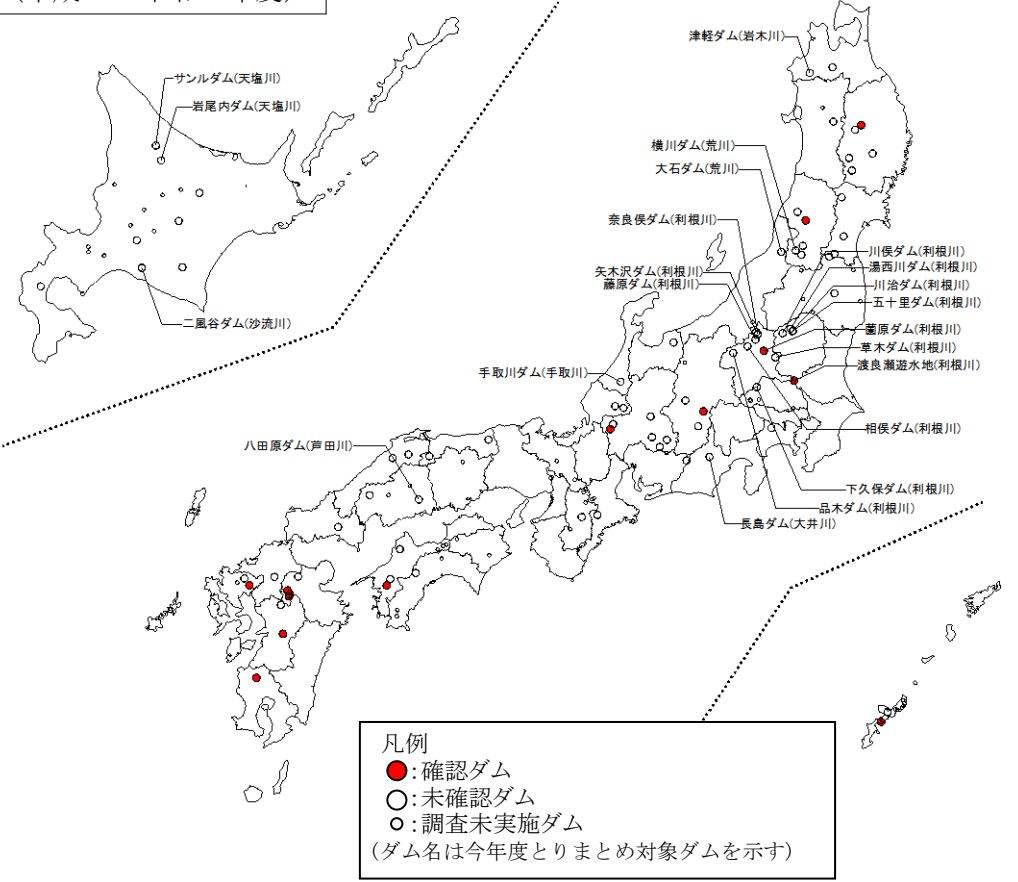 サンルダム(天塩川)
岩尾内ダム(天塩川)
二風谷ダム(沙流川)
津軽ダム(岩木川)
横川ダム(荒川)
大石ダム(荒川)
奈良俣ダム(利根川)
矢木沢ダム(利根川)
藤原ダム(利根川)
川俣ダム(利根川)
湯西川ダム(利根川)
川治ダム(利根川)
五十里ダム(利根川)
薗原ダム(利根川)
草木ダム(利根川)
渡良瀬遊水地(利根川)
手取川ダム(手取川)
相俣ダム(利根川)
八田原ダム(芦田川)
下久保ダム(利根川)
品木ダム(利根川)
長島ダム(大井川)
凡例
:確認ダム
:未確認ダム
:調査未実施ダム
(ダム名は今年度とりまとめ対象ダムを示す)